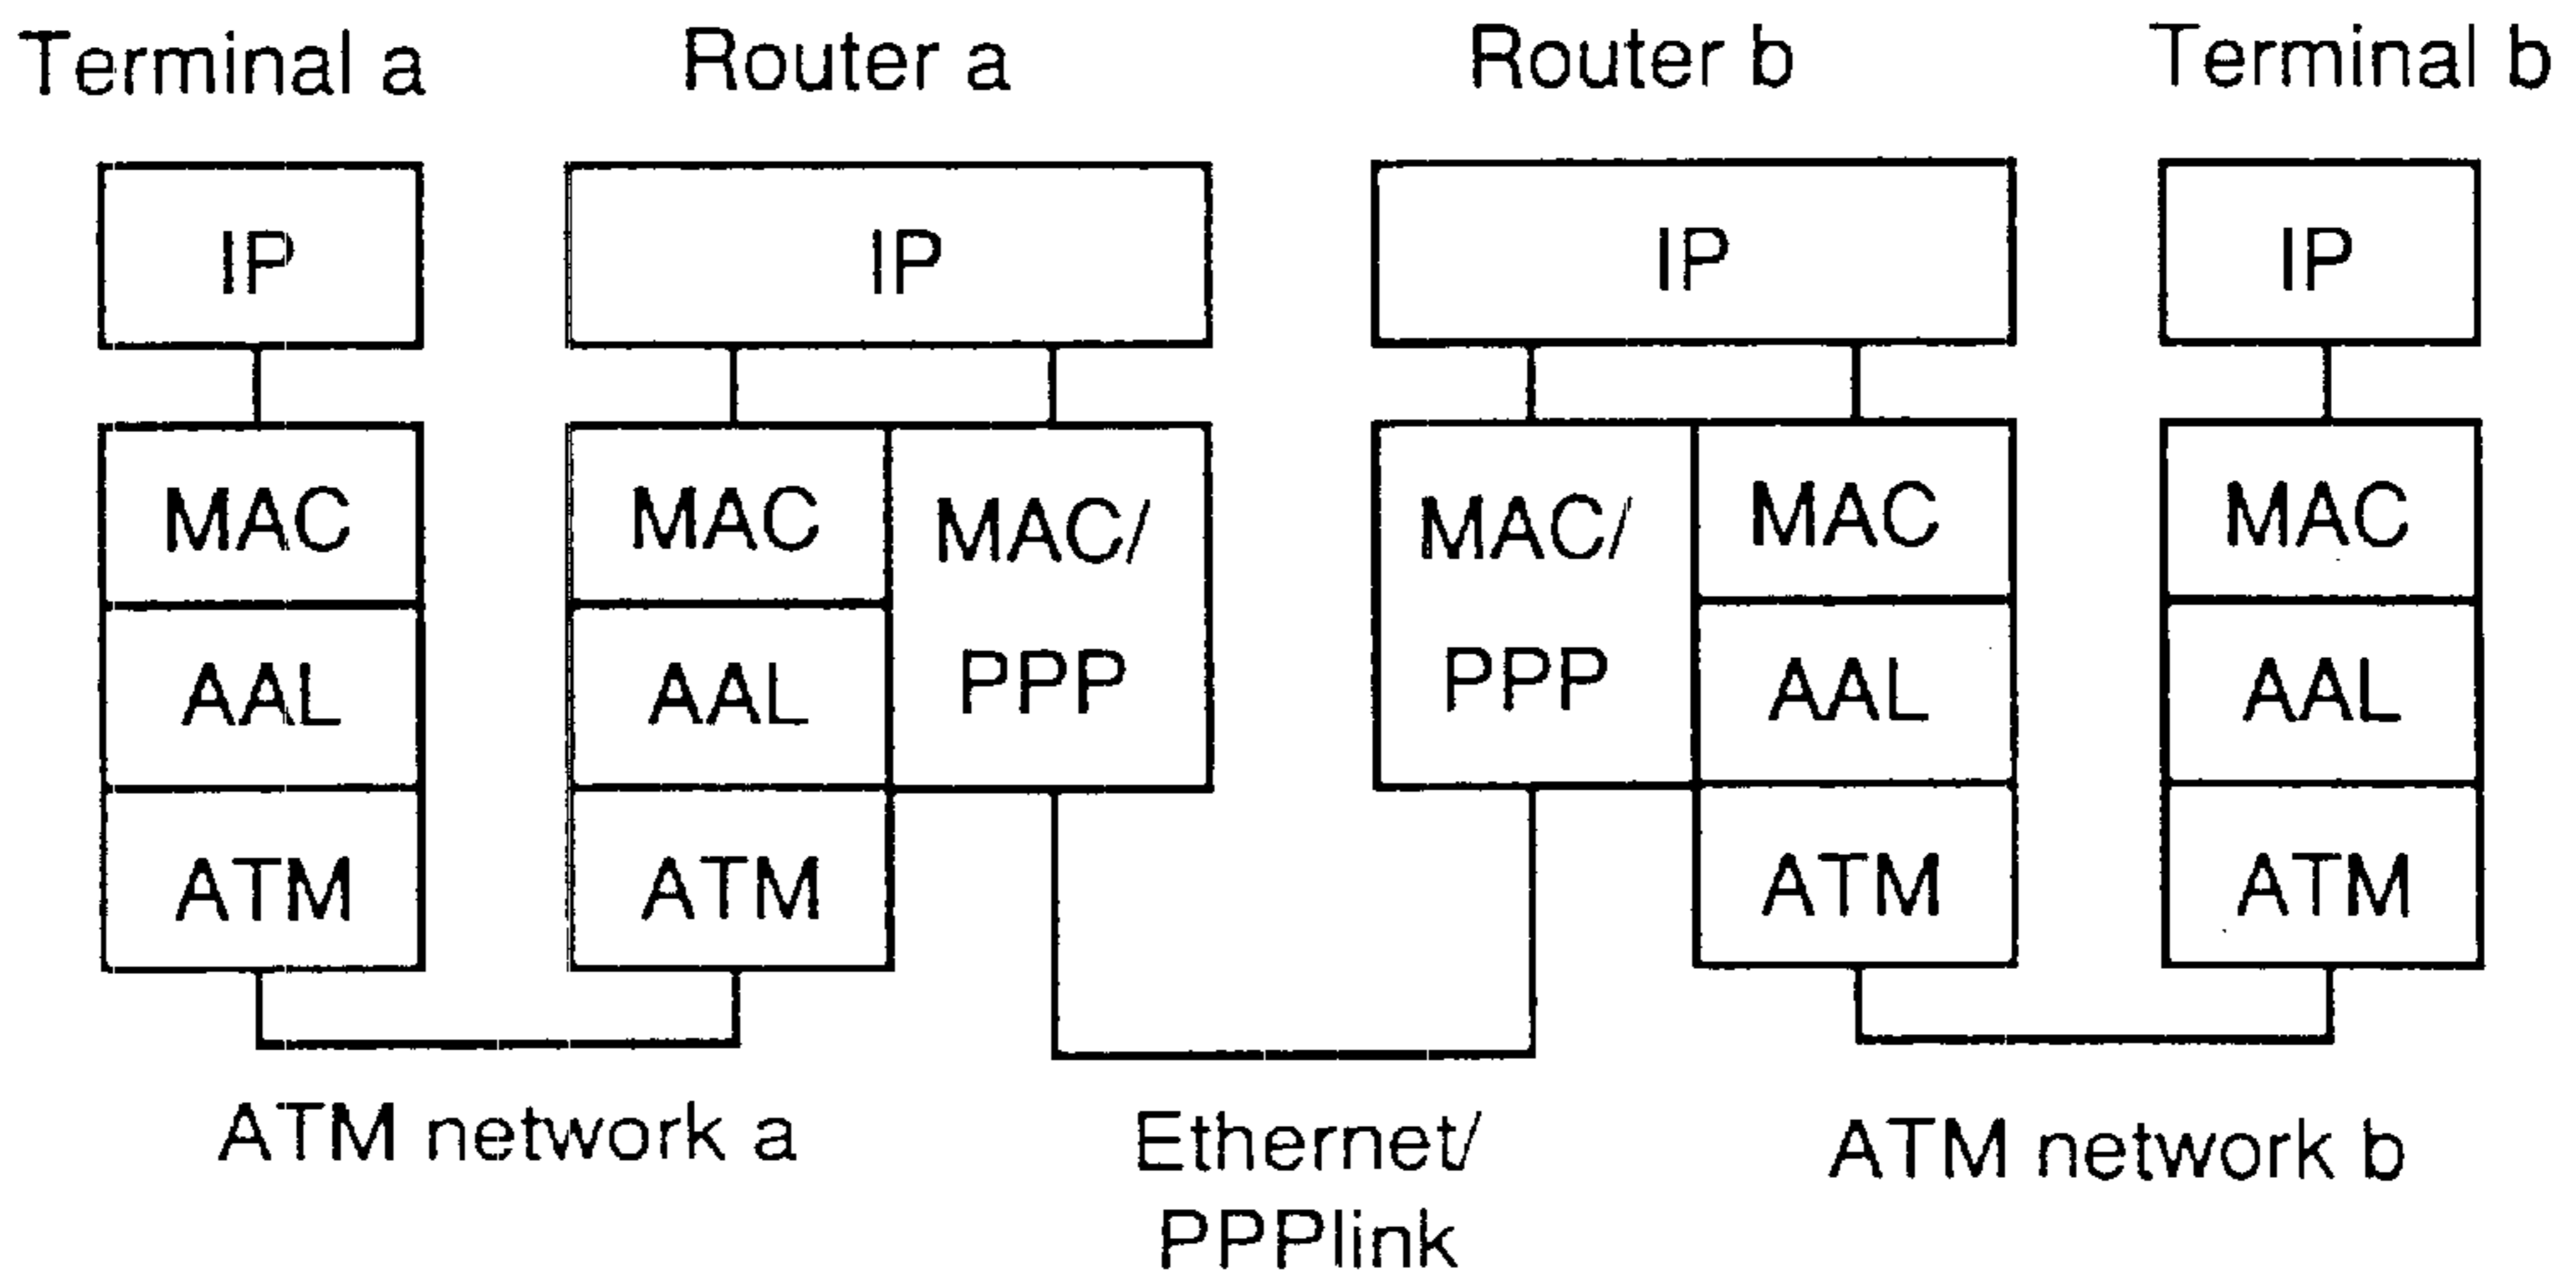 Terminal a
Router a
Router b
Terminal b
IP
IP
IP
IP
MAC
MAC
MAC/
PPP
MAC/
PPP
MAC
MAC
AAL
AAL
AAL
AAL
ATM
ATM
ATM
ATM
ATM network a
Ethernet/
PPPlink
ATM network b